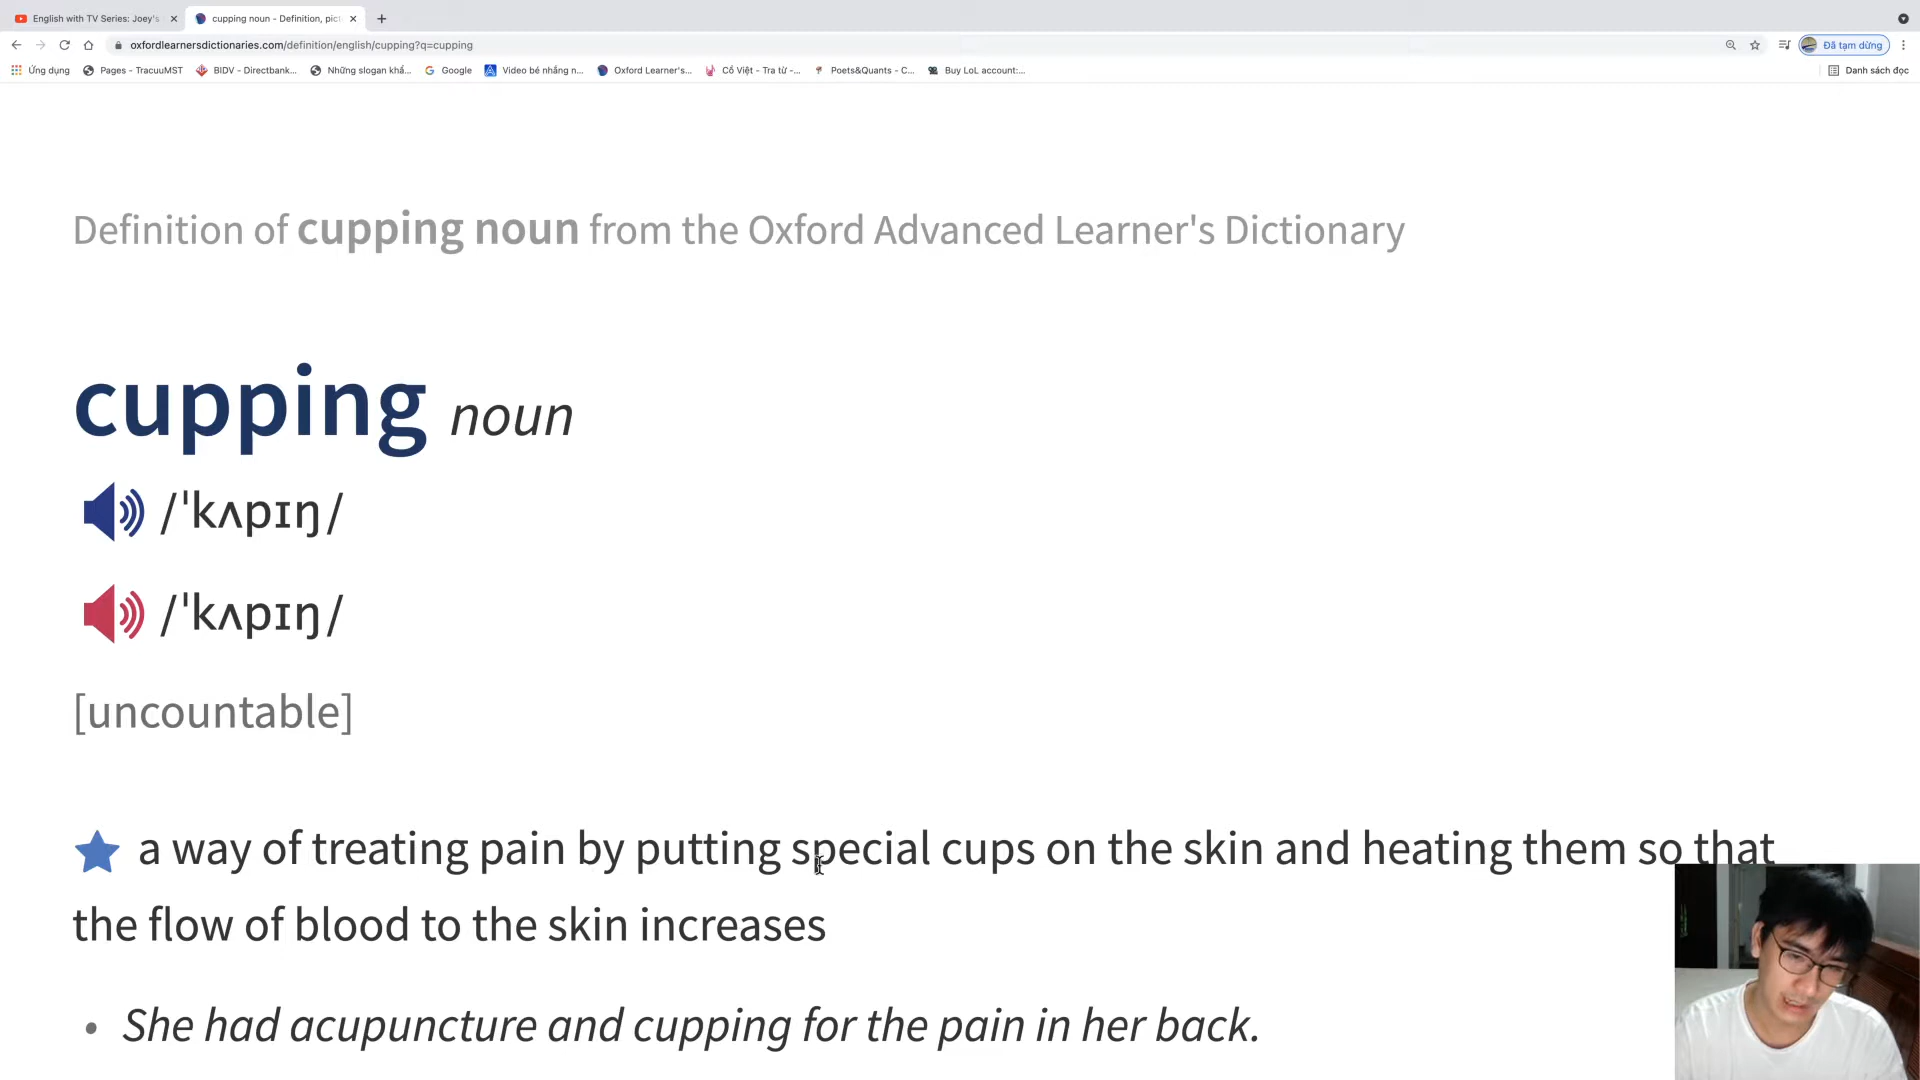 English with TV Series: Joey's
cupping noun - Definition, pict
oxfordlearnersdictionaries.com/definition/english/cupping?q=cupping
Đã tạm dừng
Ứng dụng
Pages - TracuuMST
BIDV - Directbank...
Những slogan khẩ...
Google
Video bé nhắng n...
Oxford Learner's...
Cồ Việt - Tra từ -...
Poets&Quants - C...
Buy LoL account:...
Danh sách đọc
Definition of cupping noun from the Oxford Advanced Learner's Dictionary
cupping noun
/ˈkʌpɪŋ/
/ˈkʌpɪŋ/
[uncountable]
a way of treating pain by putting special cups on the skin and heating them so that
the flow of blood to the skin increases
• She had acupuncture and cupping for the pain in her back.